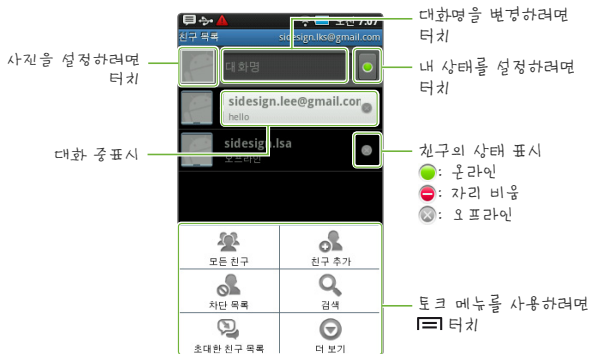 사진을 설정하려면
터치
대화 중표시
오전 7:07
친구 목록
sidesign.lks@gmail.com
대화명
sidesign.lee@gmail.com
hello
sidesign.lsa
오프라인
모든 친구
친구 추가
차단 목록
검색
초대한 친구 목록
더 보기
대화명을 변경하려면
터치
내 상태를 설정하려면
터치
친구의 상태 표시
: 온라인
: 자리 비움
: 오프라인
토크 메뉴를 사용하려면
터치